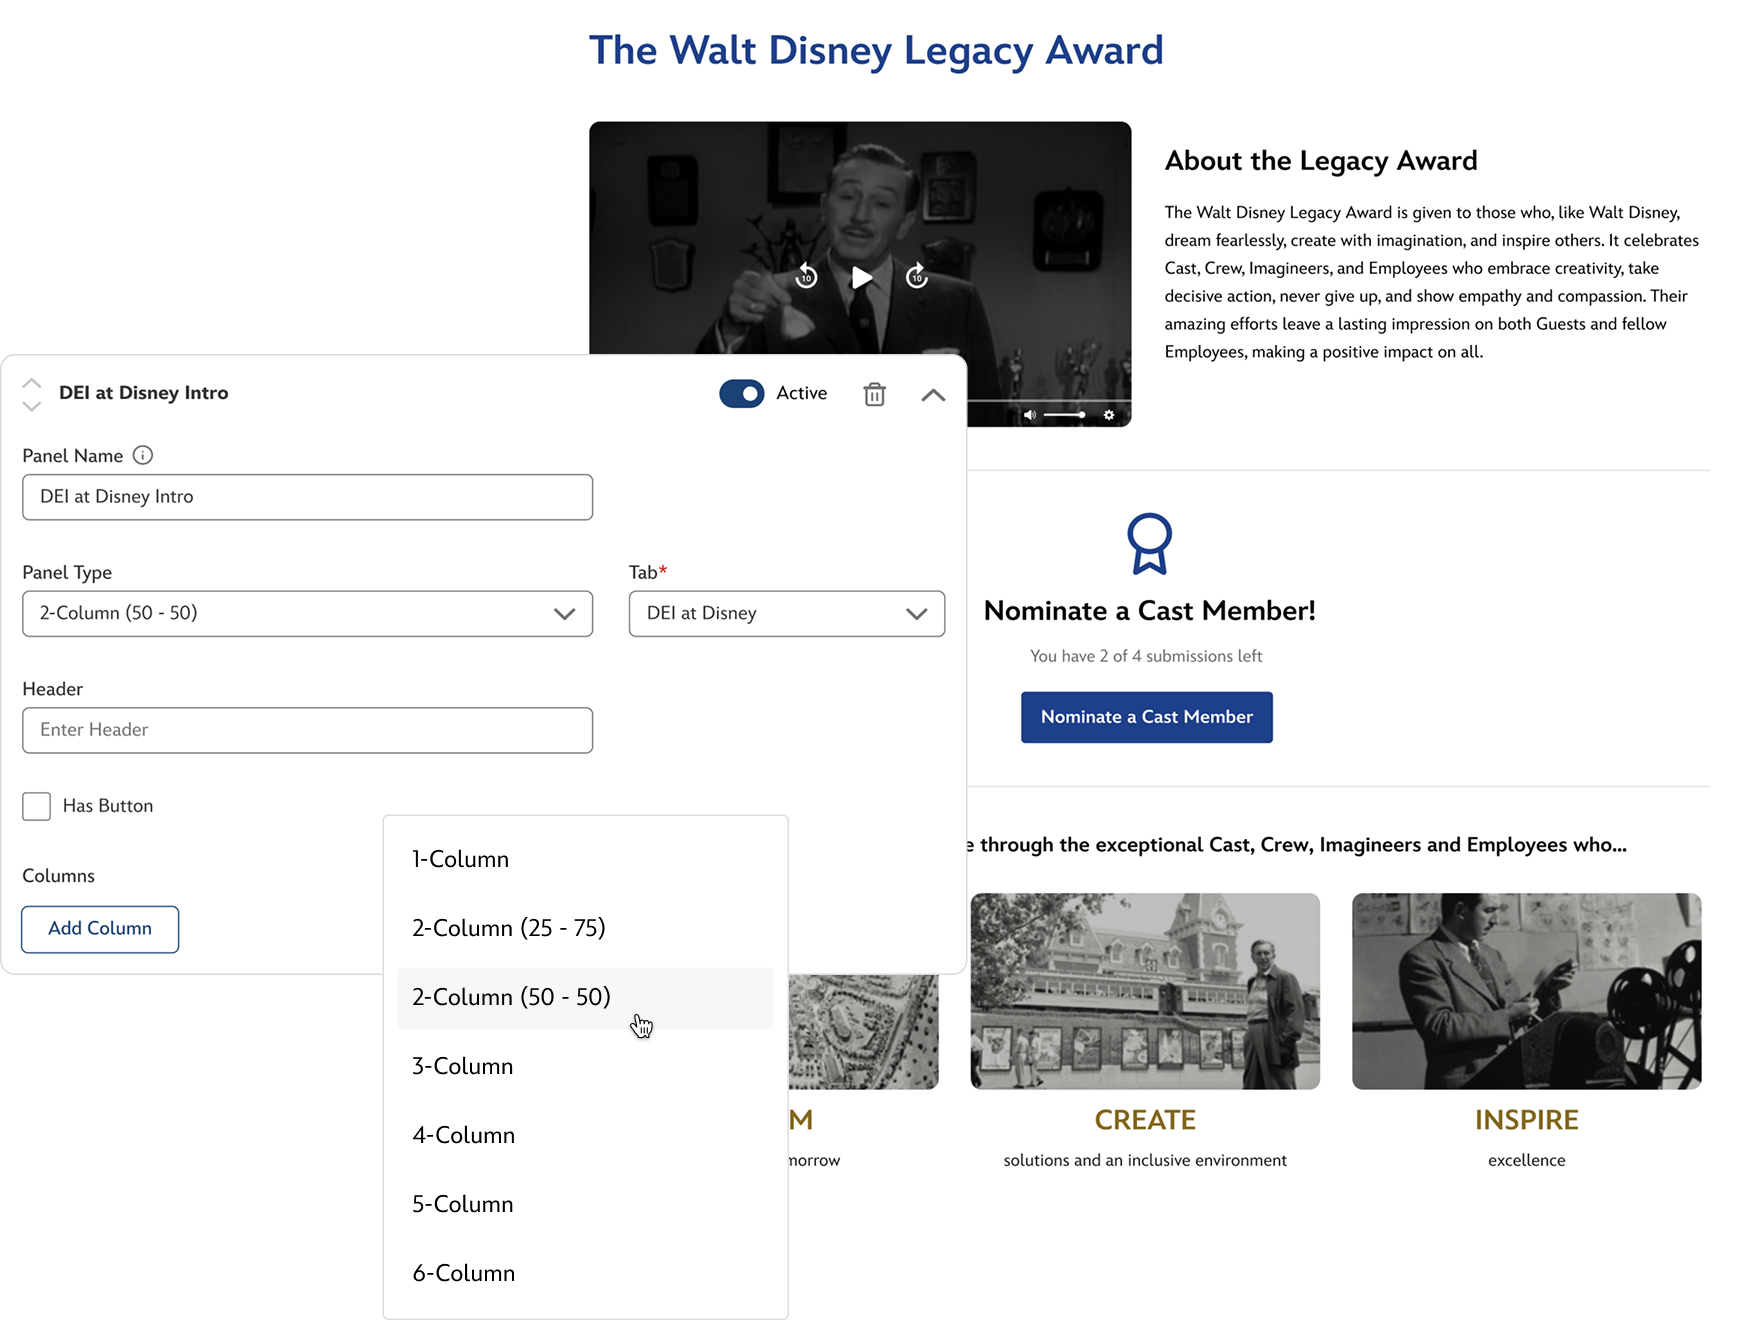 The Walt Disney Legacy Award
10
10
About the Legacy Award
The Walt Disney Legacy Award is given to those who, like Walt Disney,
dream fearlessly, create with imagination, and inspire others. It celebrates
Cast, Crew, Imagineers, and Employees who embrace creativity, take
decisive action, never give up, and show empathy and compassion. Their
amazing efforts leave a lasting impression on both Guests and fellow
Employees, making a positive impact on all.
DEI at Disney Intro
Active
Panel Name
DEI at Disney Intro
Panel Type
2-Column (50 - 50)
Tab*
DEI at Disney
Header
Enter Header
Has Button
Columns
Add Column
1-Column
2-Column (25 - 75)
2-Column (50 - 50)
3-Column
4-Column
5-Column
6-Column
Nominate a Cast Member!
You have 2 of 4 submissions left
Nominate a Cast Member
e through the exceptional Cast, Crew, Imagineers and Employees who...
M
morrow
CREATE
solutions and an inclusive environment
INSPIRE
excellence